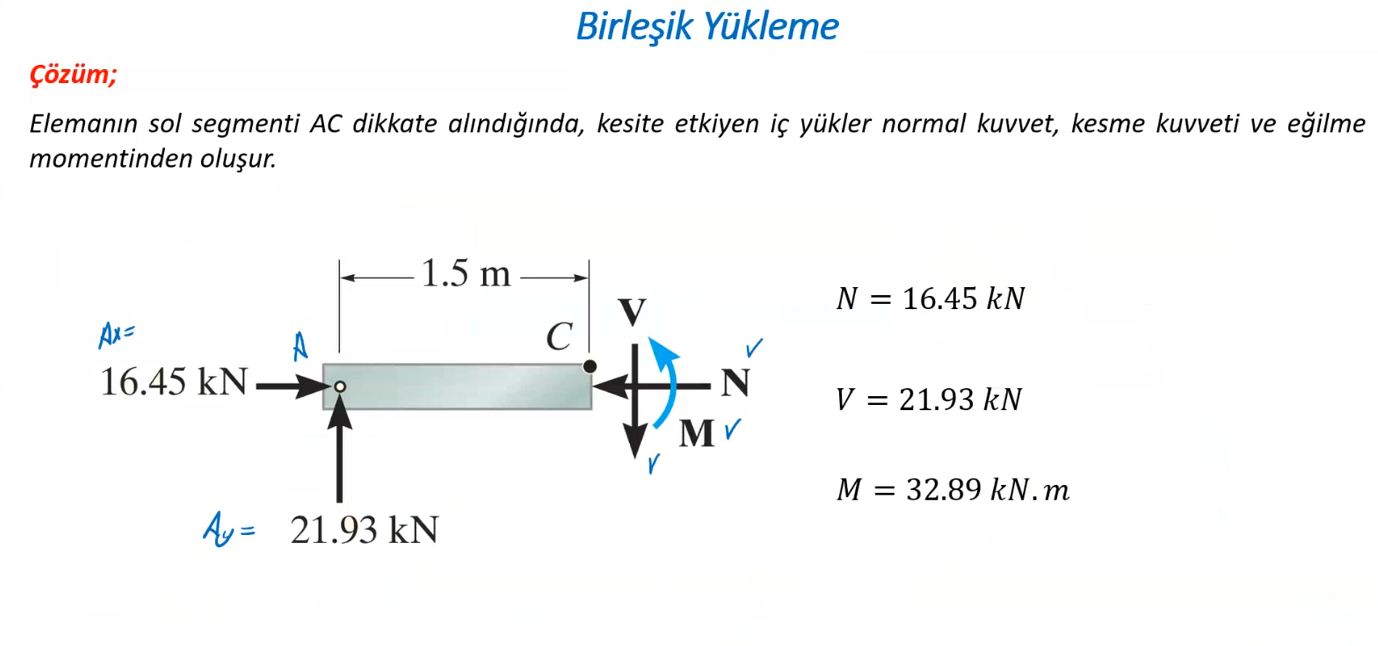 Birleşik Yükleme
Çözüm;
Elemanın sol segmenti AC dikkate alındığında, kesite etkiyen iç yükler normal kuvvet, kesme kuvveti ve eğilme
momentinden oluşur.
1.5 m
V
C
A
Ax=
16.45 kN
N
M
Ay =
21.93 kN
N = 16.45 kN
V = 21.93 kN
M = 32.89 kN.m